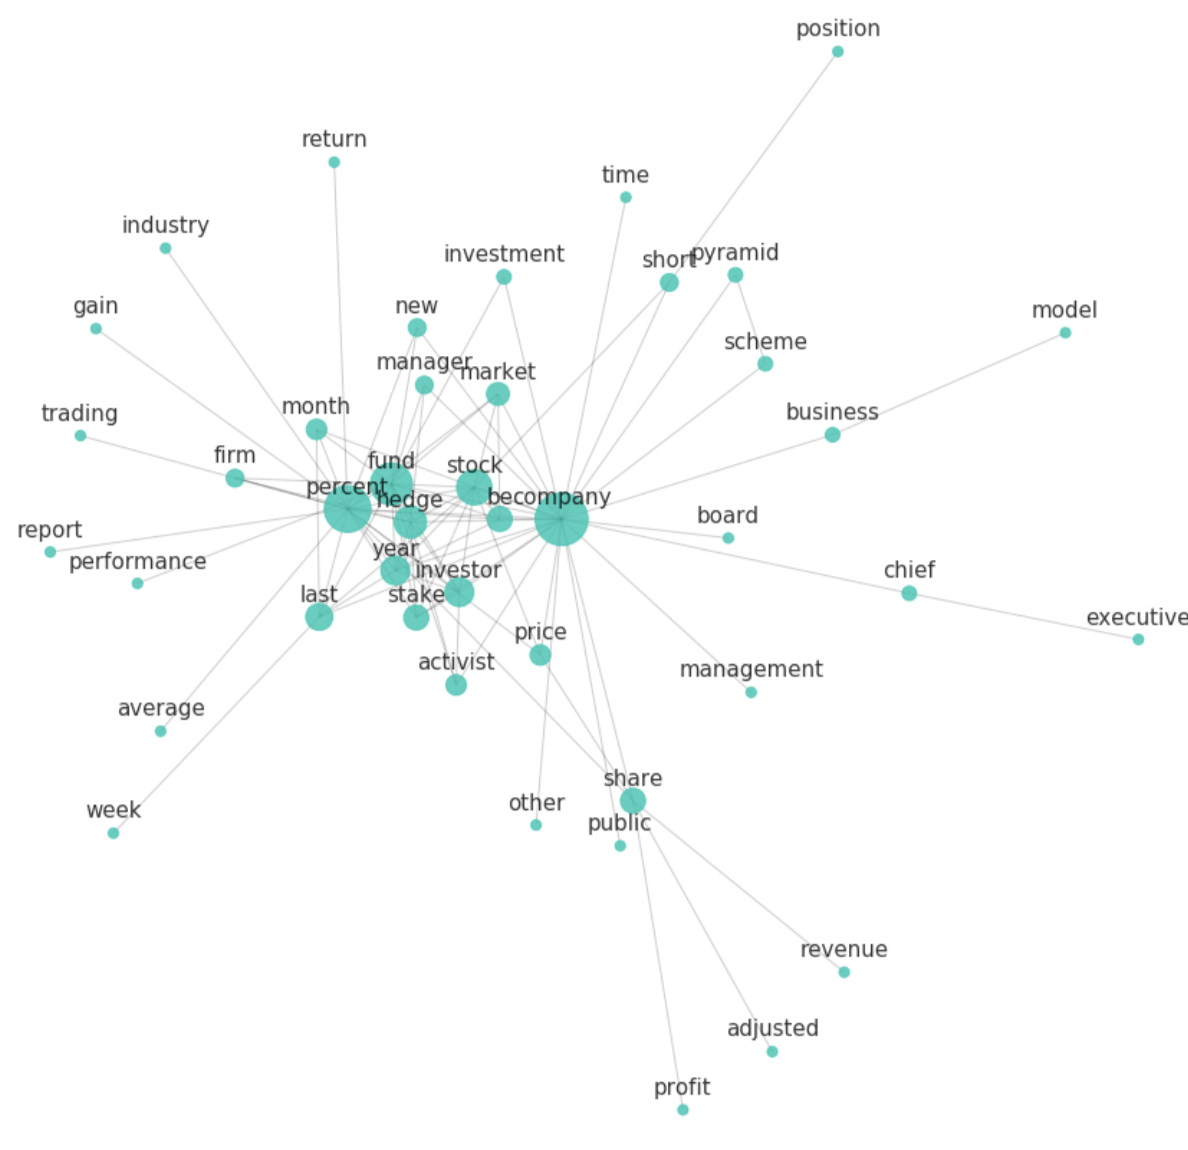 position
return
time
industry
investment
short
pyramid
gain
new
model
scheme
manager
market
month
trading
business
firm
fund
stock
percent
hedge
be
company
report
board
year
performance
investor
chief
last
stake
executive
price
activist
management
average
share
week
other
public
revenue
adjusted
profit